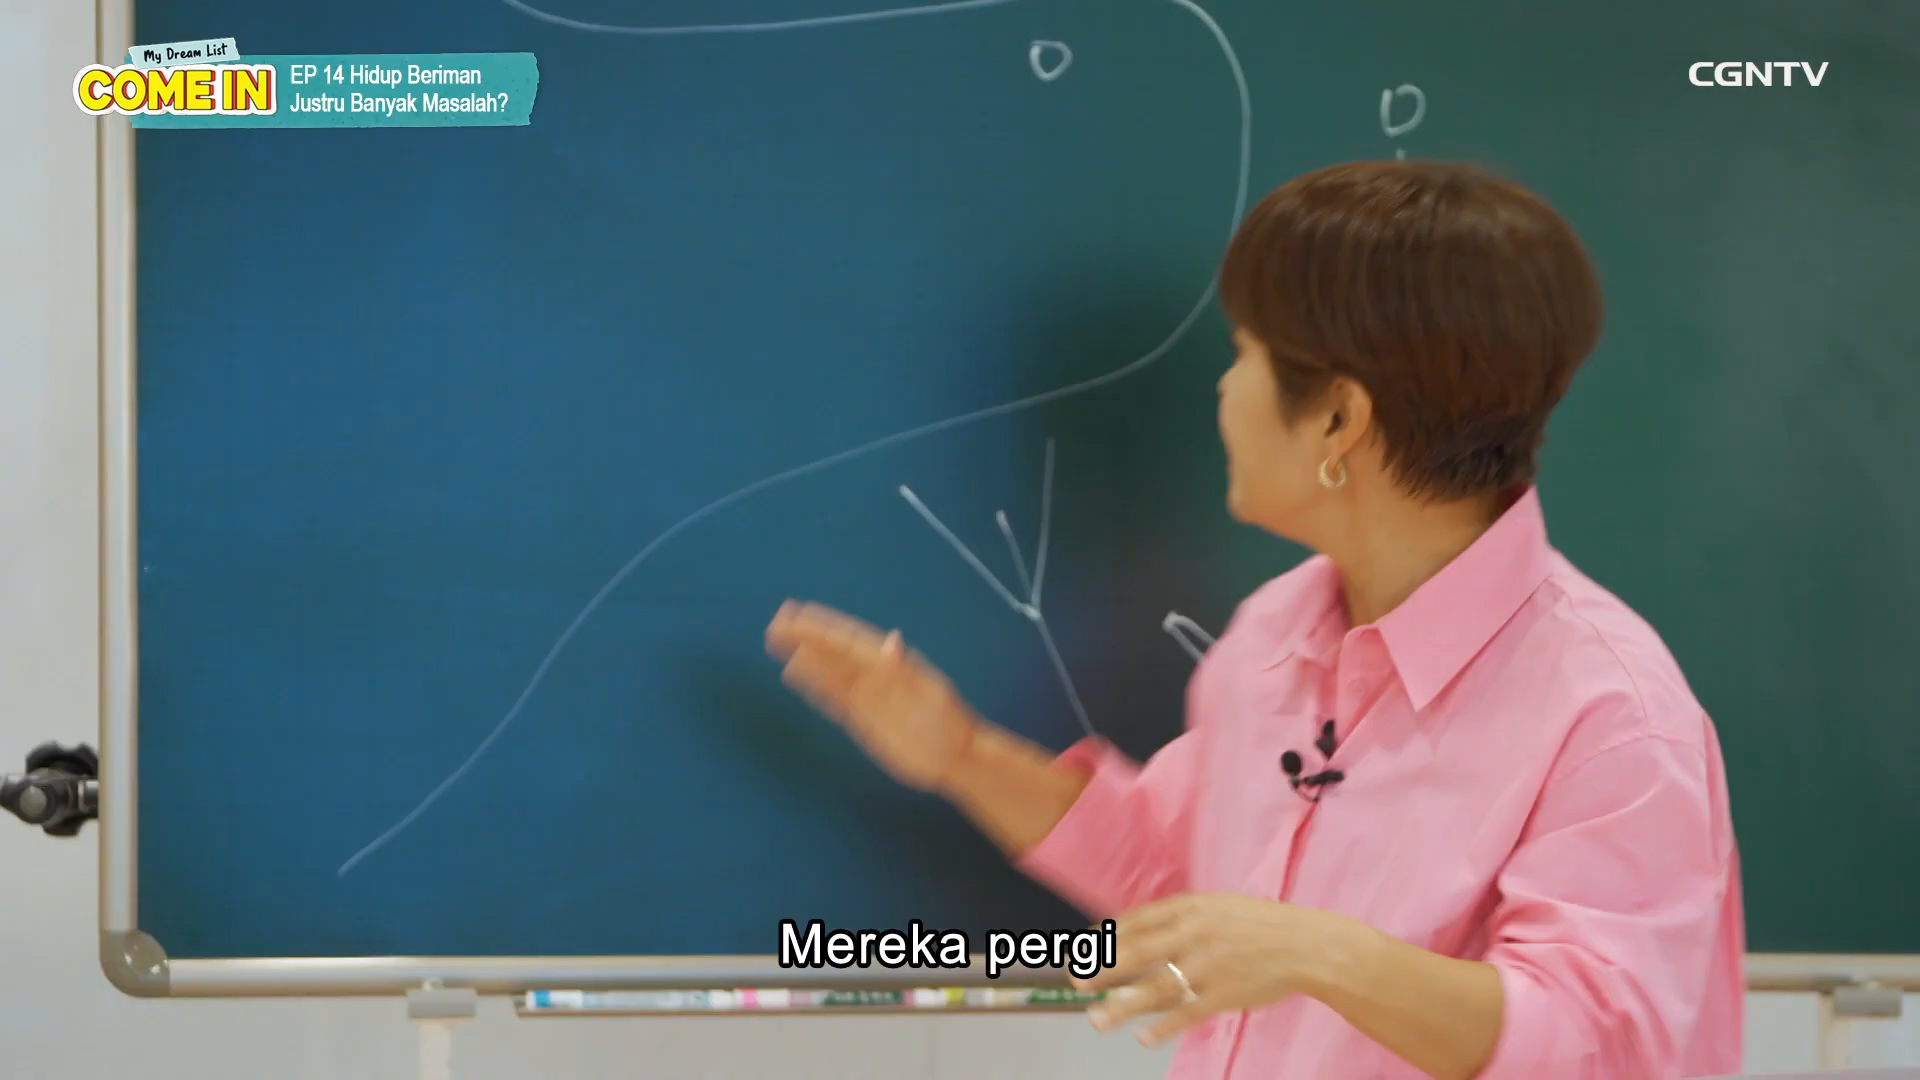 My Dream List
COME IN
EP 14 Hidup Beriman
Justru Banyak Masalah?
CGNTV
Mereka pergi